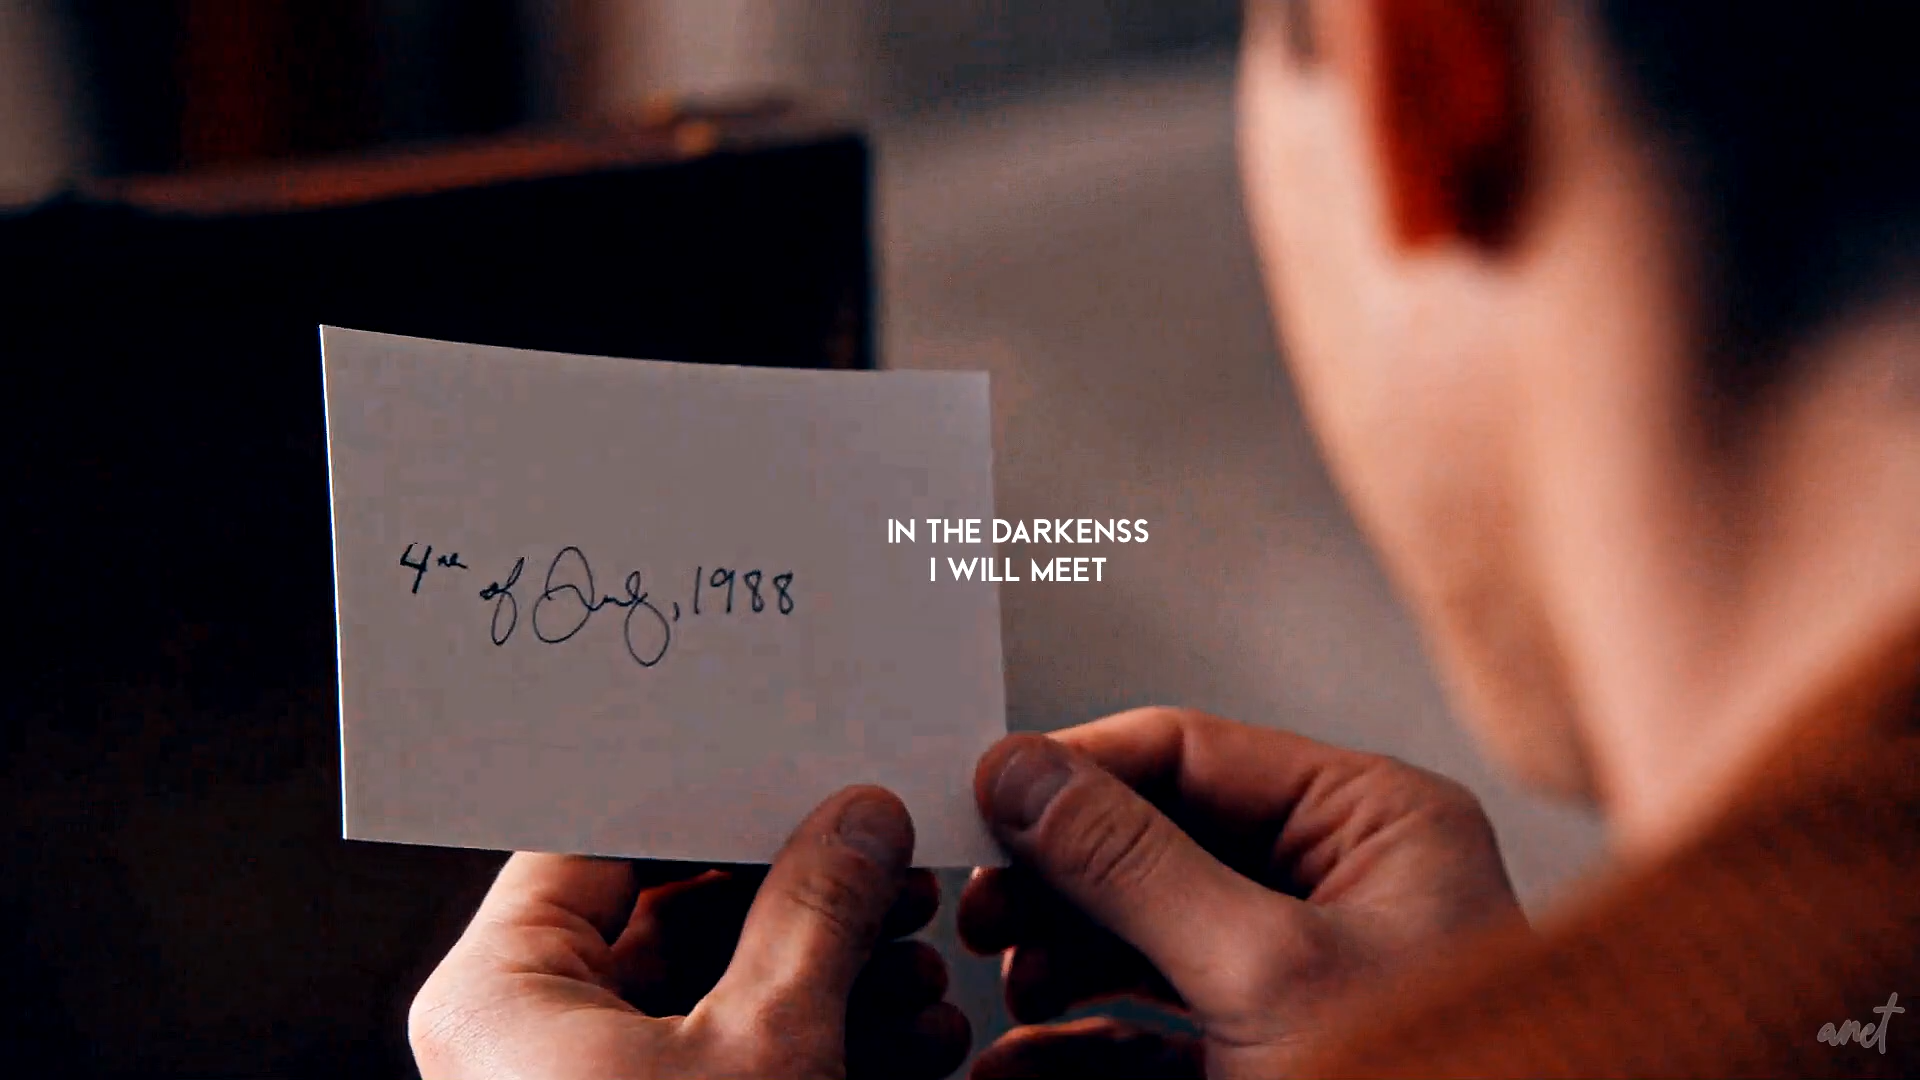 4th of July, 1988
IN THE DARKENSS
I WILL MEET
anet